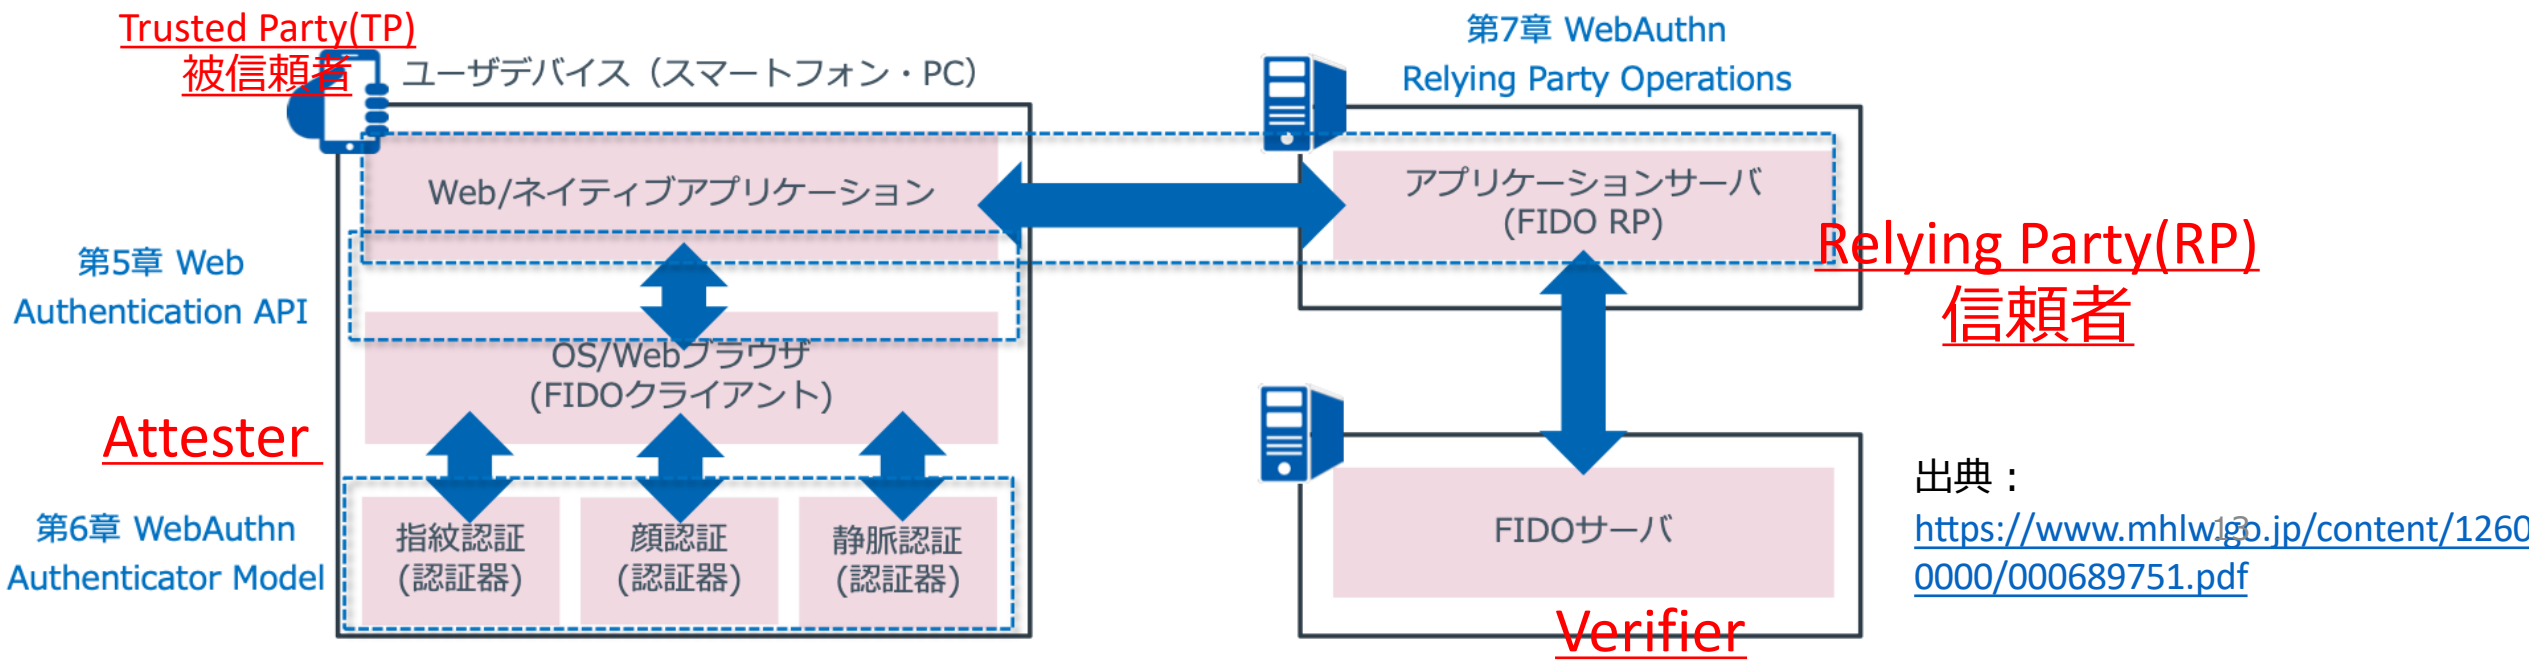 Trusted Party(TP)
被信頼者
ユーザデバイス（スマートフォン・PC）
第7章 WebAuthn
Relying Party Operations
Web/ネイティブアプリケーション
アプリケーションサーバ
(FIDO RP)
Relying Party(RP)
信頼者
第5章 Web
Authentication API
OS/Webブラウザ
(FIDOクライアント)
Attester
第6章 WebAuthn
Authenticator Model
指紋認証
(認証器)
顔認証
(認証器)
静脈認証
(認証器)
FIDOサーバ
Verifier
出典：
https://www.mhlw.go.jp/content/1260
0000/000689751.pdf
13